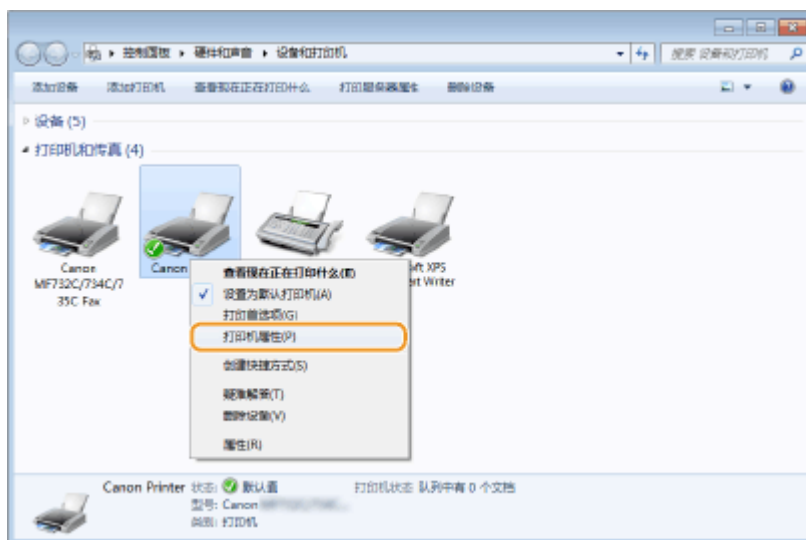 控制面板 ▸ 硬件和声音 ▸ 设备和打印机
搜索 设备和打印机
添加设备 添加打印机 查看现在正在打印什么 打印服务器属性 删除设备
设备 (5)
打印机和传真 (4)
Canon
MF732C/734C/7
35C Fax
Canon
oft XPS
ent Writer
查看现在正在打印什么(E)
设置为默认打印机(A)
打印首选项(G)
打印机属性(P)
创建快捷方式(S)
疑难解答(T)
删除设备(V)
属性(R)
Canon Printer 状态: 默认值 打印机状态: 队列中有 0 个文档
型号: Canon
类别: 打印机